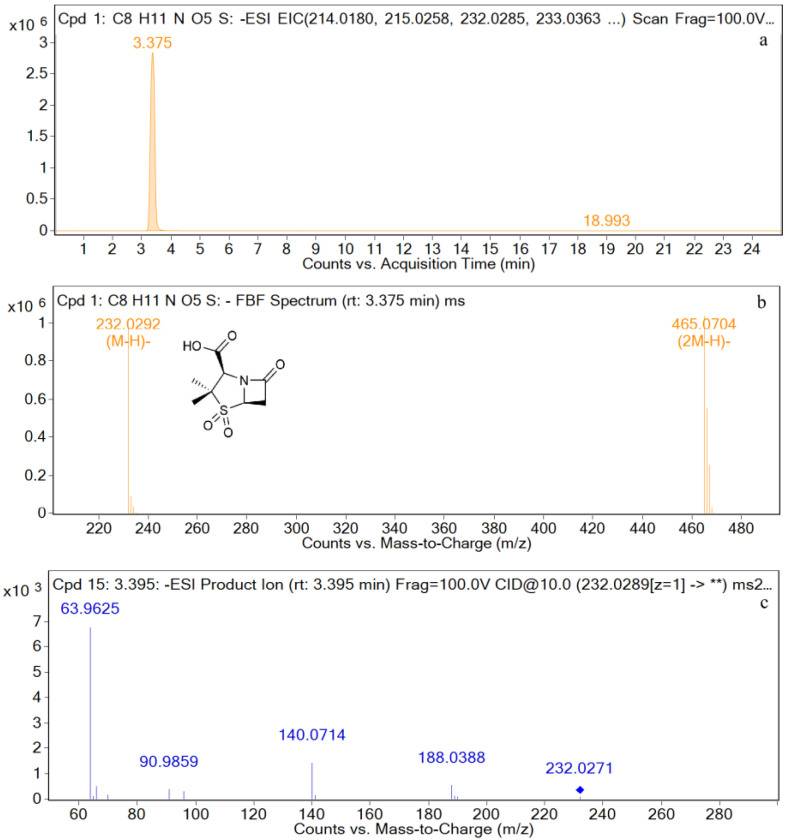 Cpd 1: C8 H11 N O5 S: -ESI EIC(214.0180, 215.0258, 232.0285, 233.0363 ...) Scan Frag=100.0V...
x10 6
a
3.375
3
2.5
2
1.5
1
0.5
0
18.993
1 2 3 4 5 6 7 8 9 10 11 12 13 14 15 16 17 18 19 20 21 22 23 24
Counts vs. Acquisition Time (min)
Cpd 1: C8 H11 N O5 S: - FBF Spectrum (rt: 3.375 min) ms
x10 6
b
232.0292
(M-H)-
465.0704
(2M-H)-
1
0.8
0.6
0.4
0.2
0
HO
O
N
O
S
O
O
220 240 260 280 300 320 340 360 380 400 420 440 460 480
Counts vs. Mass-to-Charge (m/z)
Cpd 15: 3.395: -ESI Product Ion (rt: 3.395 min) Frag=100.0V CID@10.0 (232.0289[z=1] -> **) ms2...
x10 3
c
63.9625
7
6
5
4
3
2
1
0
90.9859
140.0714
188.0388
232.0271
60 80 100 120 140 160 180 200 220 240 260 280
Counts vs. Mass-to-Charge (m/z)